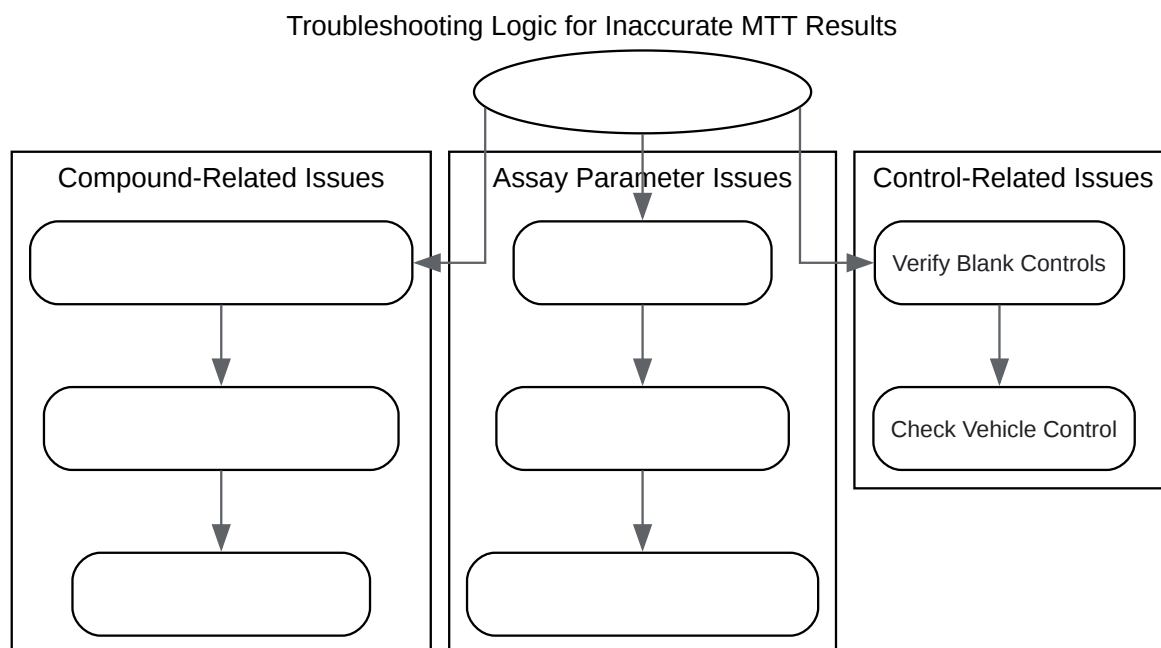 Troubleshooting Logic for Inaccurate MTT Results
Compound-Related Issues
Assay Parameter Issues
Control-Related Issues
Verify Blank Controls
Check Vehicle Control